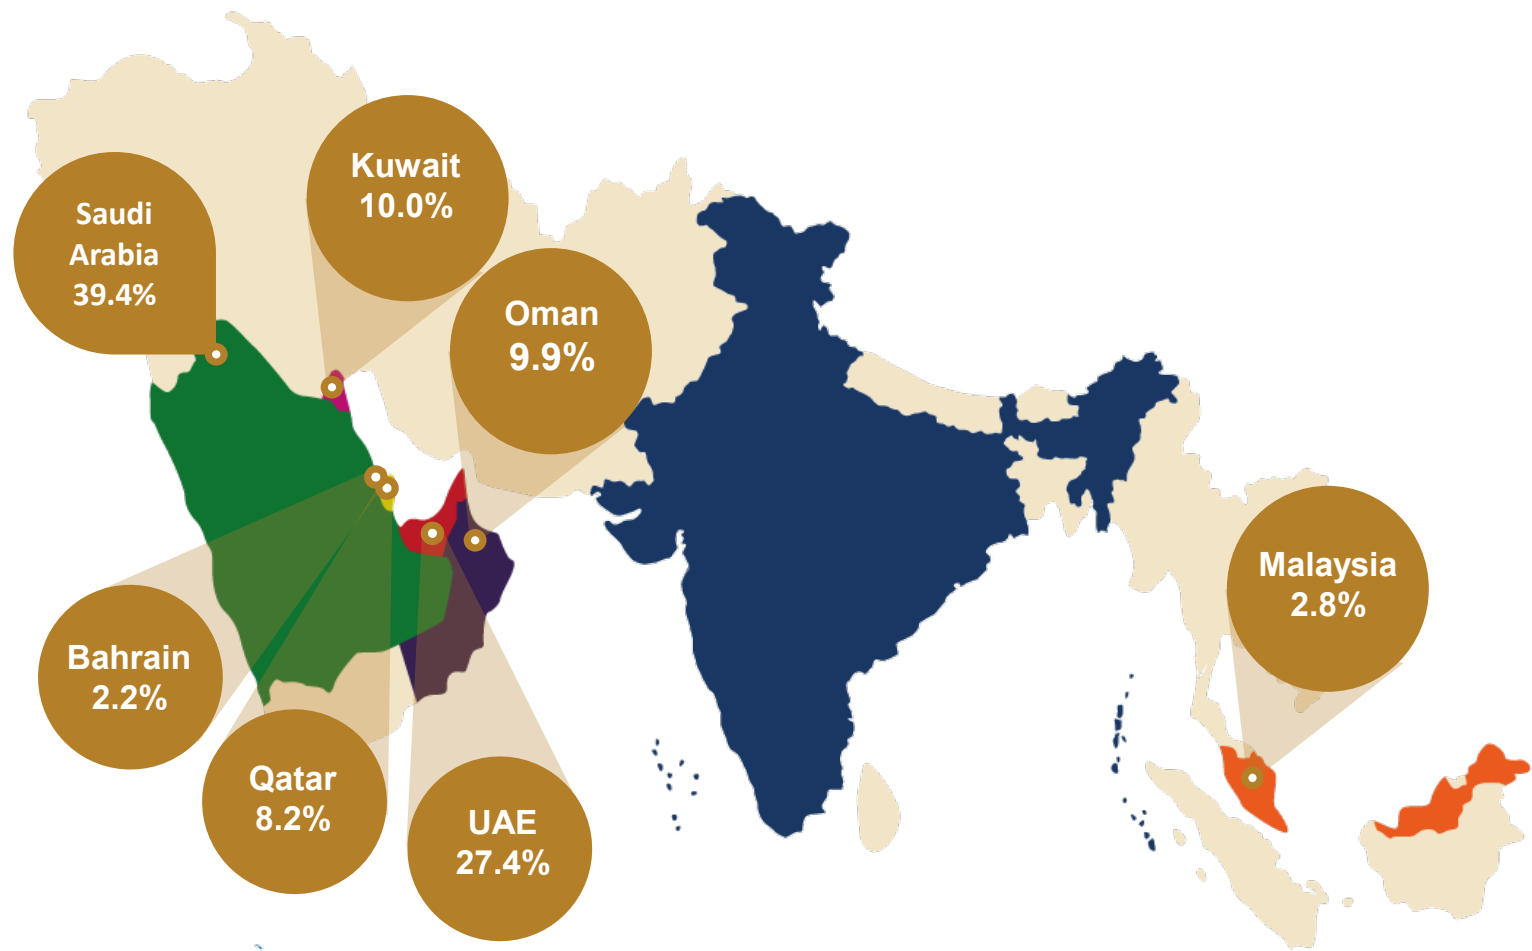 Kuwait
10.0%
Saudi
Arabia
39.4%
Oman
9.9%
Malaysia
2.8%
Bahrain
2.2%
Qatar
8.2%
UAE
27.4%